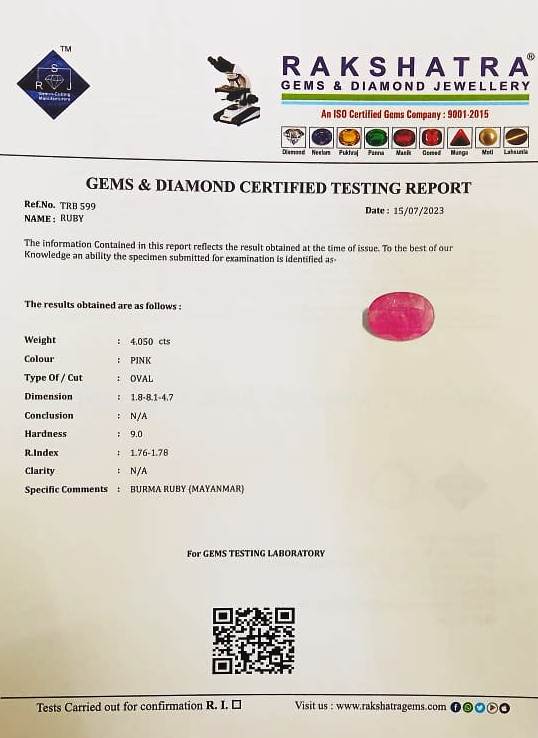 TM
S
R J
Gems Cutting
Manufacturers
RAKSHATRA®
GEMS & DIAMOND JEWELLERY
An ISO Certified Gems Company : 9001-2015
Diamond Neelam Pukhraj Panna Manik Gomed Munga Moti Lahsunia
GEMS & DIAMOND CERTIFIED TESTING REPORT
Ref.No. TRB 599
NAME : RUBY
Date : 15/07/2023
The information Contained in this report reflects the result obtained at the time of issue. To the best of our
Knowledge an ability the specimen submitted for examination is identified as-
The results obtained are as follows :
Weight : 4.050 cts
Colour : PINK
Type Of / Cut : OVAL
Dimension : 1.8-8.1-4.7
Conclusion : N/A
Hardness : 9.0
R.Index : 1.76-1.78
Clarity : N/A
Specific Comments : BURMA RUBY (MAYANMAR)
For GEMS TESTING LABORATORY
Tests Carried out for confirmation R. I. ☐
Visit us : www.rakshatragems.com